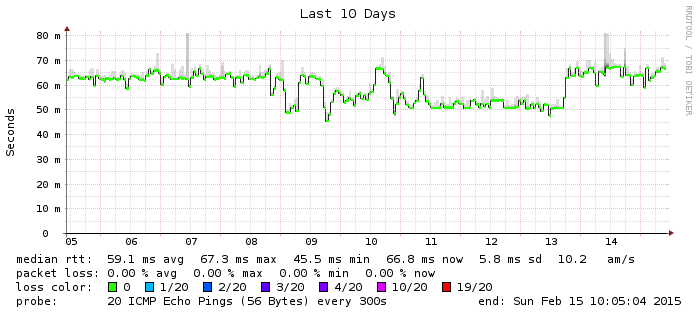 Last 10 Days
RRDTOOL / TOBI OETIKER
Seconds
80 m
70 m
60 m
50 m
40 m
30 m
20 m
10 m
0
05 06 07 08 09 10 11 12 13 14
median rtt: 59.1 ms avg 67.3 ms max 45.5 ms min 66.8 ms now 5.8 ms sd 10.2 am/s
packet loss: 0.00 % avg 0.00 % max 0.00 % min 0.00 % now
loss color: 0 1/20 2/20 3/20 4/20 10/20 19/20
probe: 20 ICMP Echo Pings (56 Bytes) every 300s end: Sun Feb 15 10:05:04 2015